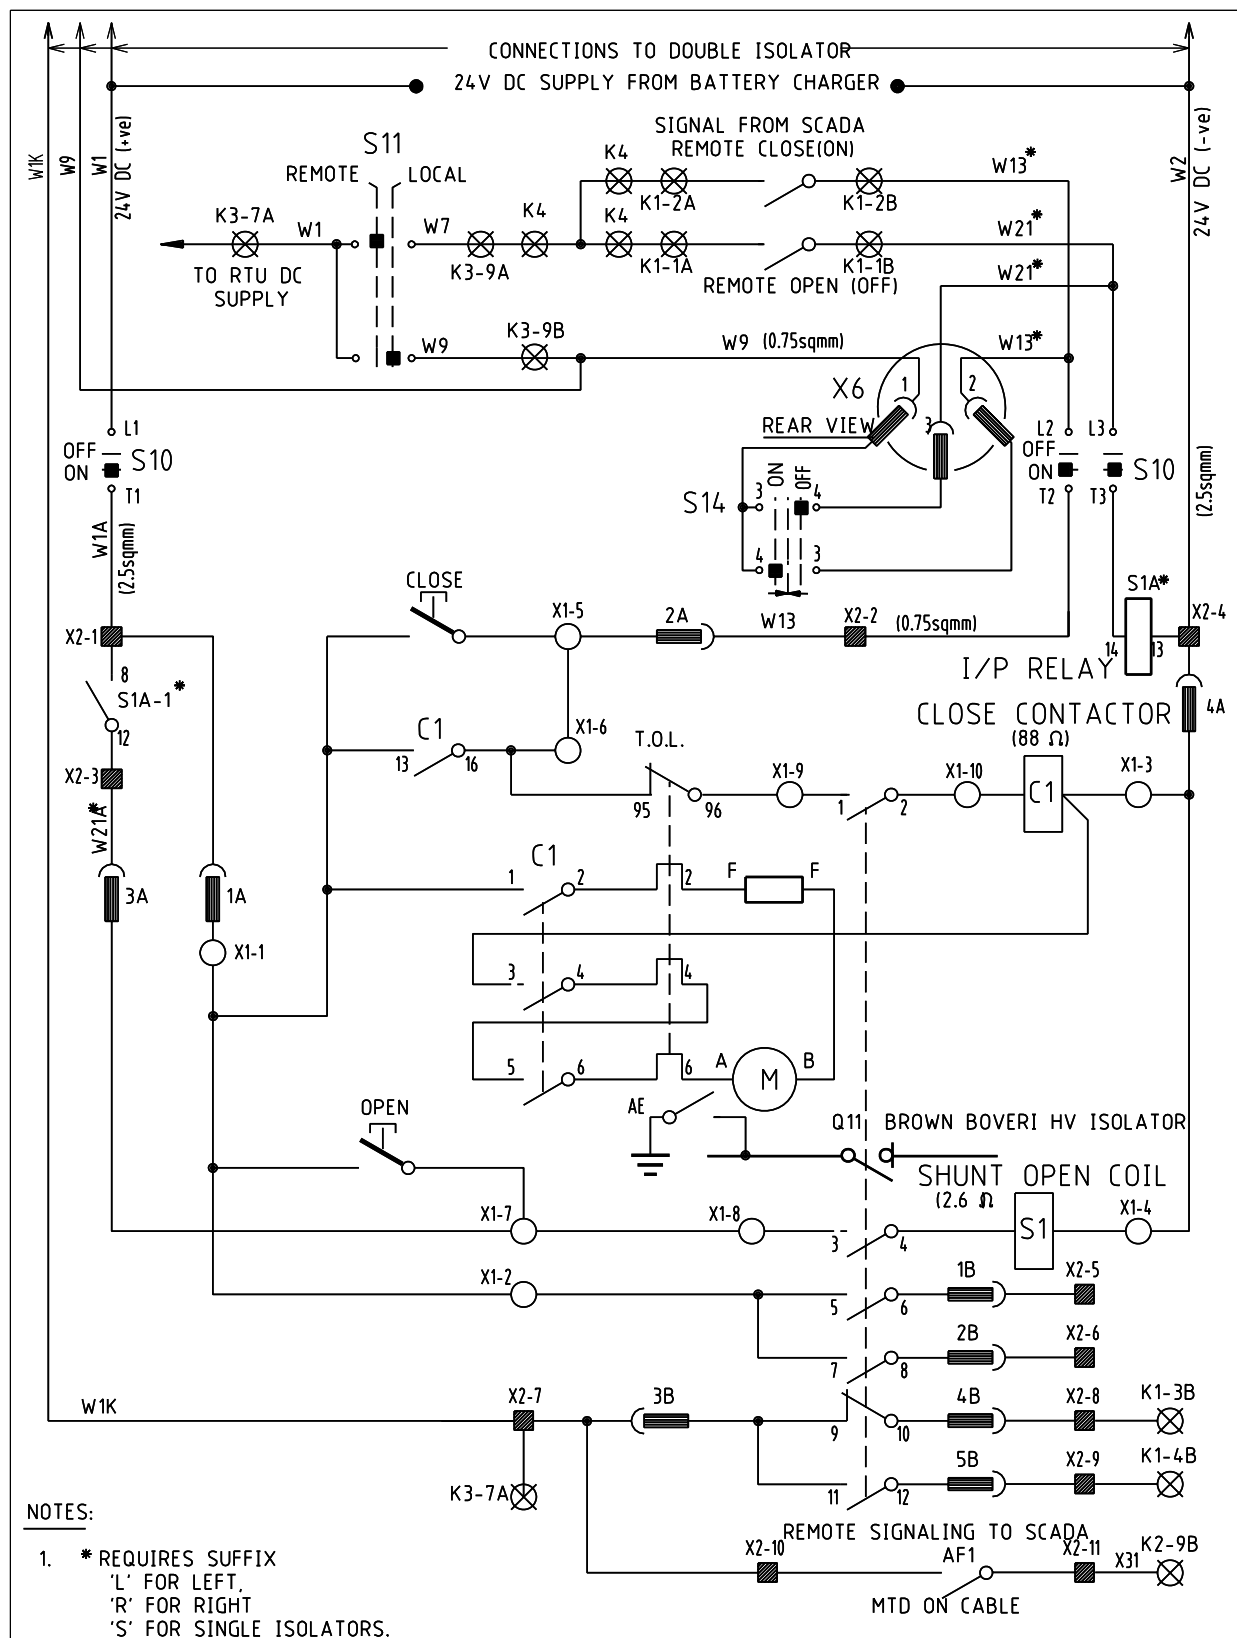 CONNECTIONS TO DOUBLE ISOLATOR
24V DC SUPPLY FROM BATTERY CHARGER
W1K
W9
W1
24V DC (+ve)
W2
24V DC (-ve)
SIGNAL FROM SCADA
REMOTE CLOSE(ON)
S11
REMOTE
LOCAL
K4
K1-2A
K1-2B
W13*
K3-7A
W1
W7
K4
K4
W21*
K3-9A
K1-1A
K1-1B
TO RTU DC
SUPPLY
REMOTE OPEN (OFF)
W21*
K3-9B
W9
W9 (0.75sqmm)
W13*
X6
1
2
3
REAR VIEW
L1
OFF
ON
S10
T1
L2
L3
OFF
ON
S10
T2
T3
S14
3
ON
OFF
4
4
3
W1A
(2.5sqmm)
(2.5sqmm)
CLOSE
X1-5
2A
W13
X2-2
(0.75sqmm)
S1A*
X2-4
14
13
X2-1
8
S1A-1*
12
I/P RELAY
4A
CLOSE CONTACTOR
(88 Ω)
C1
13
16
X1-6
T.O.L.
X2-3
95
96
X1-9
1
2
X1-10
C1
X1-3
W21A*
C1
3A
1A
1
2
2
F
F
X1-1
3
4
4
5
6
6
A
M
B
OPEN
AE
Q11
BROWN BOVERI HV ISOLATOR
SHUNT OPEN COIL
(2.6 Ω
X1-7
X1-8
3
4
S1
X1-4
X1-2
5
6
1B
X2-5
7
8
2B
X2-6
W1K
X2-7
3B
9
10
4B
X2-8
K1-3B
K3-7A
11
12
5B
X2-9
K1-4B
REMOTE SIGNALING TO SCADA
X2-10
AF1
X2-11
X31
K2-9B
MTD ON CABLE
NOTES:
1. * REQUIRES SUFFIX
'L' FOR LEFT,
'R' FOR RIGHT
'S' FOR SINGLE ISOLATORS.